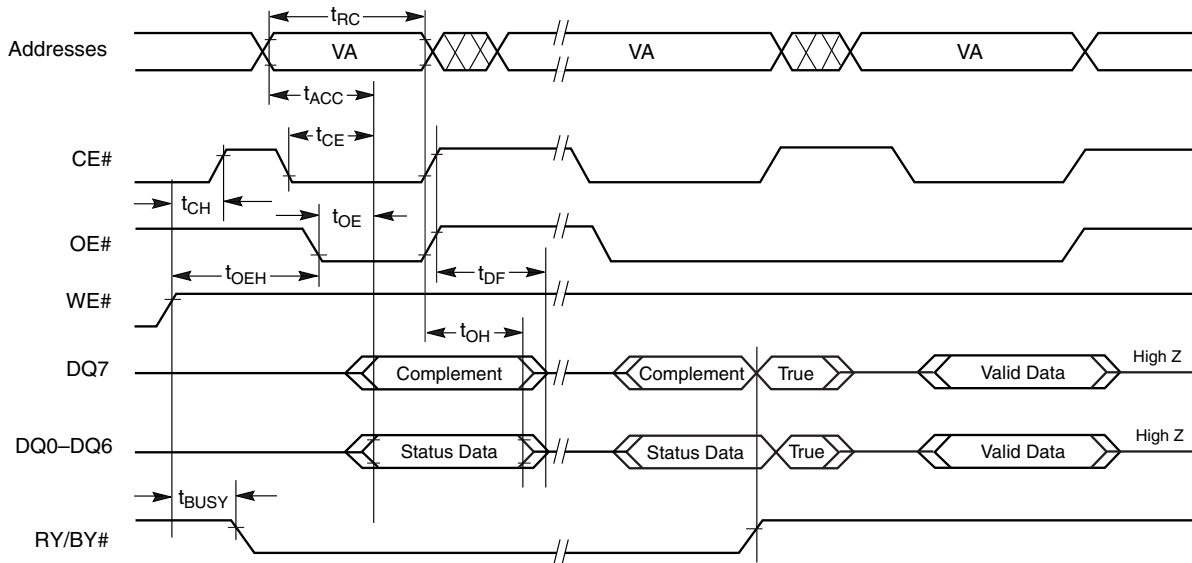 tRC
Addresses VA VA VA
tACC
tCE
CE#
tCH tOE
OE#
tOEH tDF
WE#
tOH
DQ7 Complement Complement True Valid Data High Z
DQ0–DQ6 Status Data Status Data True Valid Data High Z
tBUSY
RY/BY#